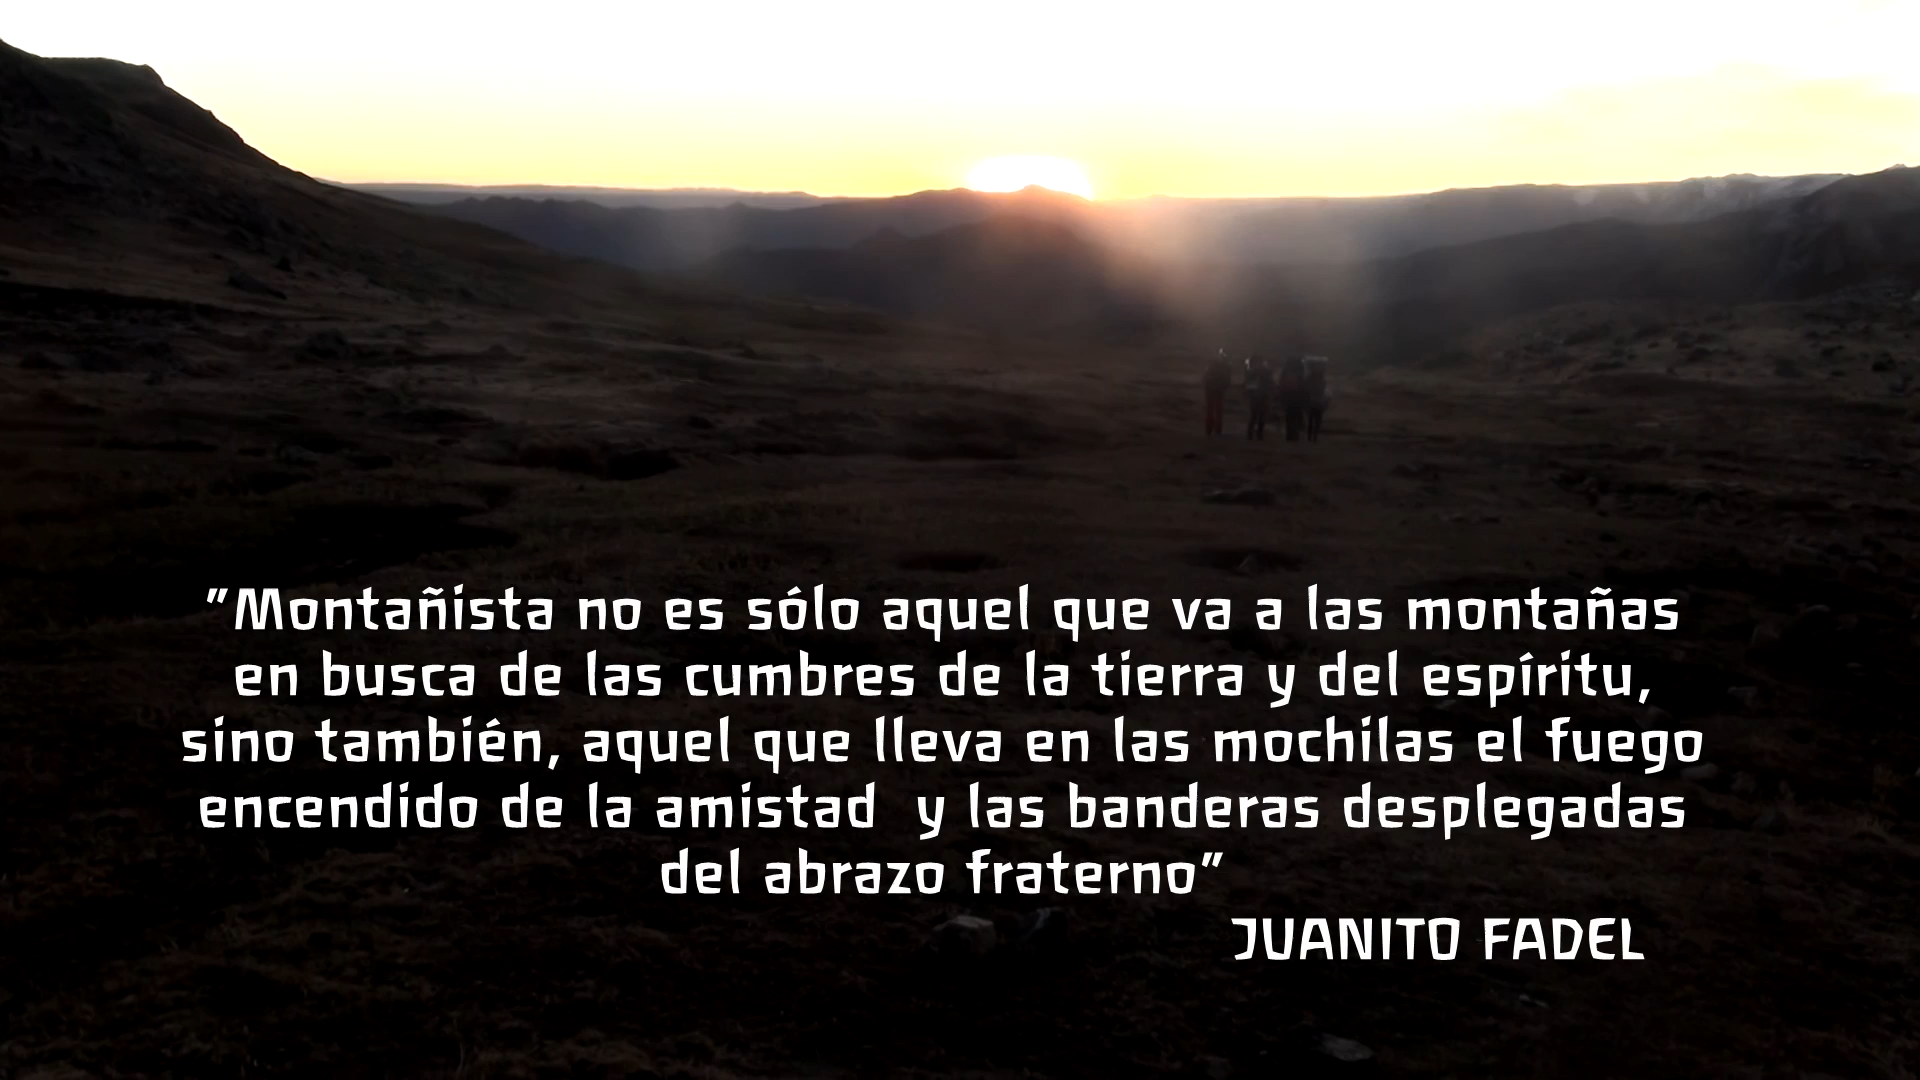 "Montañista no es sólo aquel que va a las montañas
en busca de las cumbres de la tierra y del espíritu,
sino también, aquel que lleva en las mochilas el fuego
encendido de la amistad  y las banderas desplegadas
del abrazo fraterno"
JUANITO FADEL